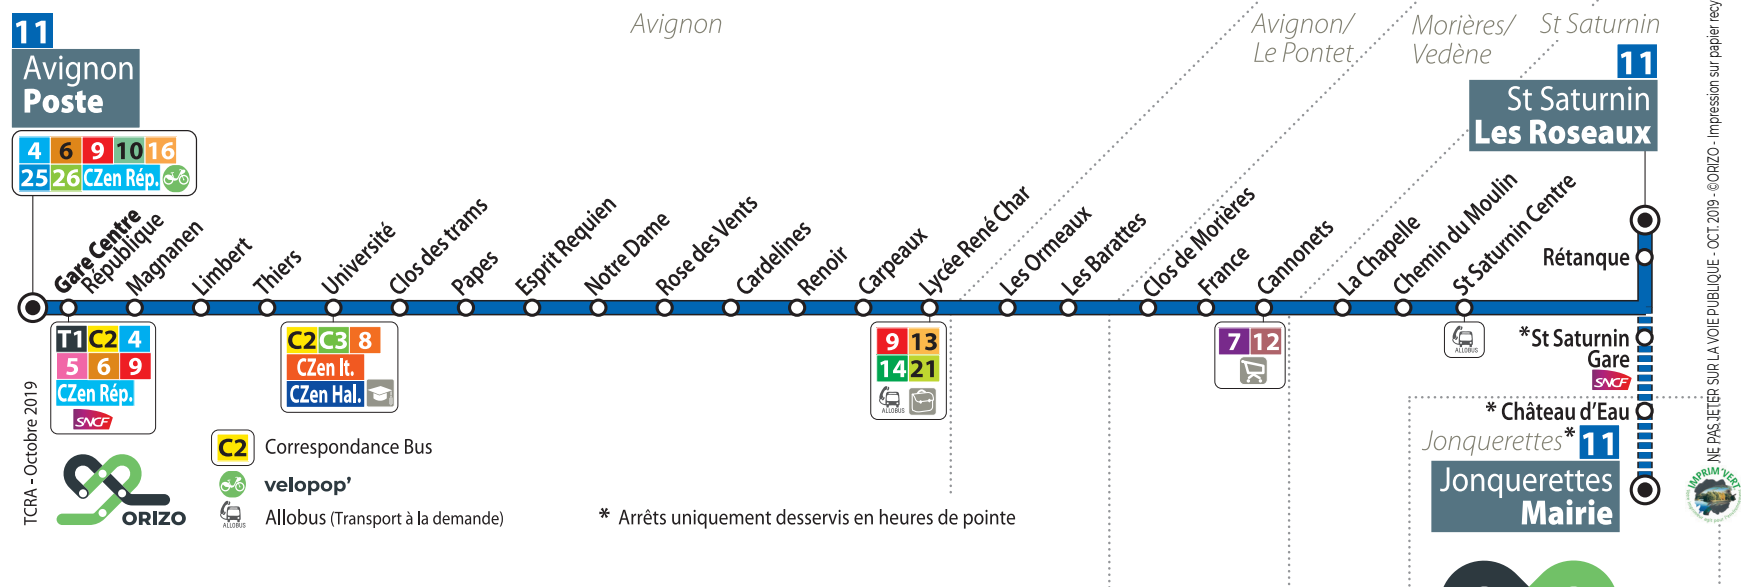 11
Avignon
Poste
4 6 9 10 16
25 26 CZen Rép.
Avignon
Avignon/
Le Pontet
Morières/
Vedène
St Saturnin
11
St Saturnin
Les Roseaux
Gare Centre
République
Magnanen
Limbert
Thiers
Université
Clos des trams
Papes
Esprit Requien
Notre Dame
Rose des Vents
Cardelines
Renoir
Carpeaux
Lycée René Char
Les Ormeaux
Les Barattes
Clos de Morières
France
Cannonets
La Chapelle
Chemin du Moulin
St Saturnin Centre
Rétanque
T1 C2 4
5 6 9
CZen Rép.
SNCF
C2 C3 8
CZen It.
CZen Hal.
9 13
14 21
ALLOBUS
7 12
ALLOBUS
*St Saturnin
Gare
SNCF
* Château d'Eau
Jonquerettes* 11
Jonquerettes
Mairie
TCRA - Octobre 2019
ORIZO
C2 Correspondance Bus
velopop'
ALLOBUS Allobus (Transport à la demande)
* Arrêts uniquement desservis en heures de pointe
NE PAS JETER SUR LA VOIE PUBLIQUE - OCT. 2019 - ©ORIZO - Impression sur papier recy
IMPRIM'VERT